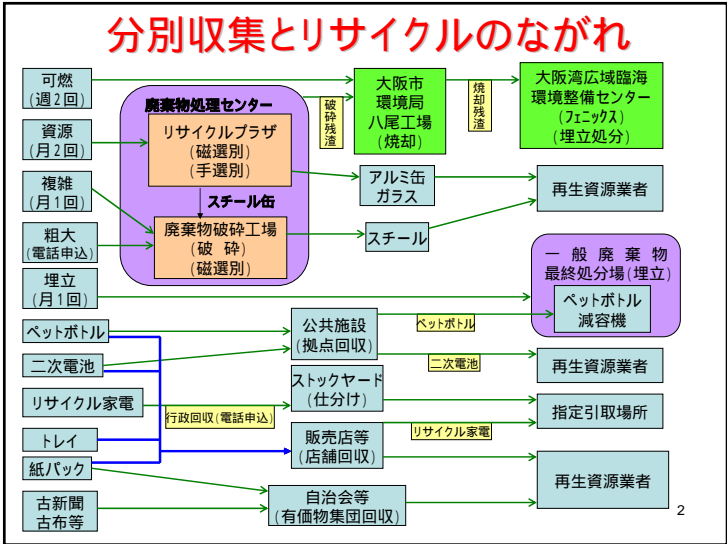 分別収集とリサイクルのながれ
可燃
(週2回)
資源
(月2回)
複雑
(月1回)
粗大
(電話申込)
埋立
(月1回)
ペットボトル
二次電池
リサイクル家電
トレイ
紙パック
古新聞
古布等
廃棄物処理センター
リサイクルプラザ
(磁選別)
(手選別)
スチール缶
廃棄物破砕工場
(破 砕)
(磁選別)
破砕残渣
大阪市
環境局
八尾工場
(焼却)
焼却残渣
大阪湾広域臨海
環境整備センター
(フェニックス)
(埋立処分)
アルミ缶
ガラス
スチール
再生資源業者
一 般 廃 棄 物
最終処分場(埋立)
ペットボトル
減容機
公共施設
(拠点回収)
ペットボトル
二次電池
再生資源業者
ストックヤード
(仕分け)
行政回収(電話申込)
指定引取場所
販売店等
(店舗回収)
リサイクル家電
自治会等
(有価物集団回収)
再生資源業者
2